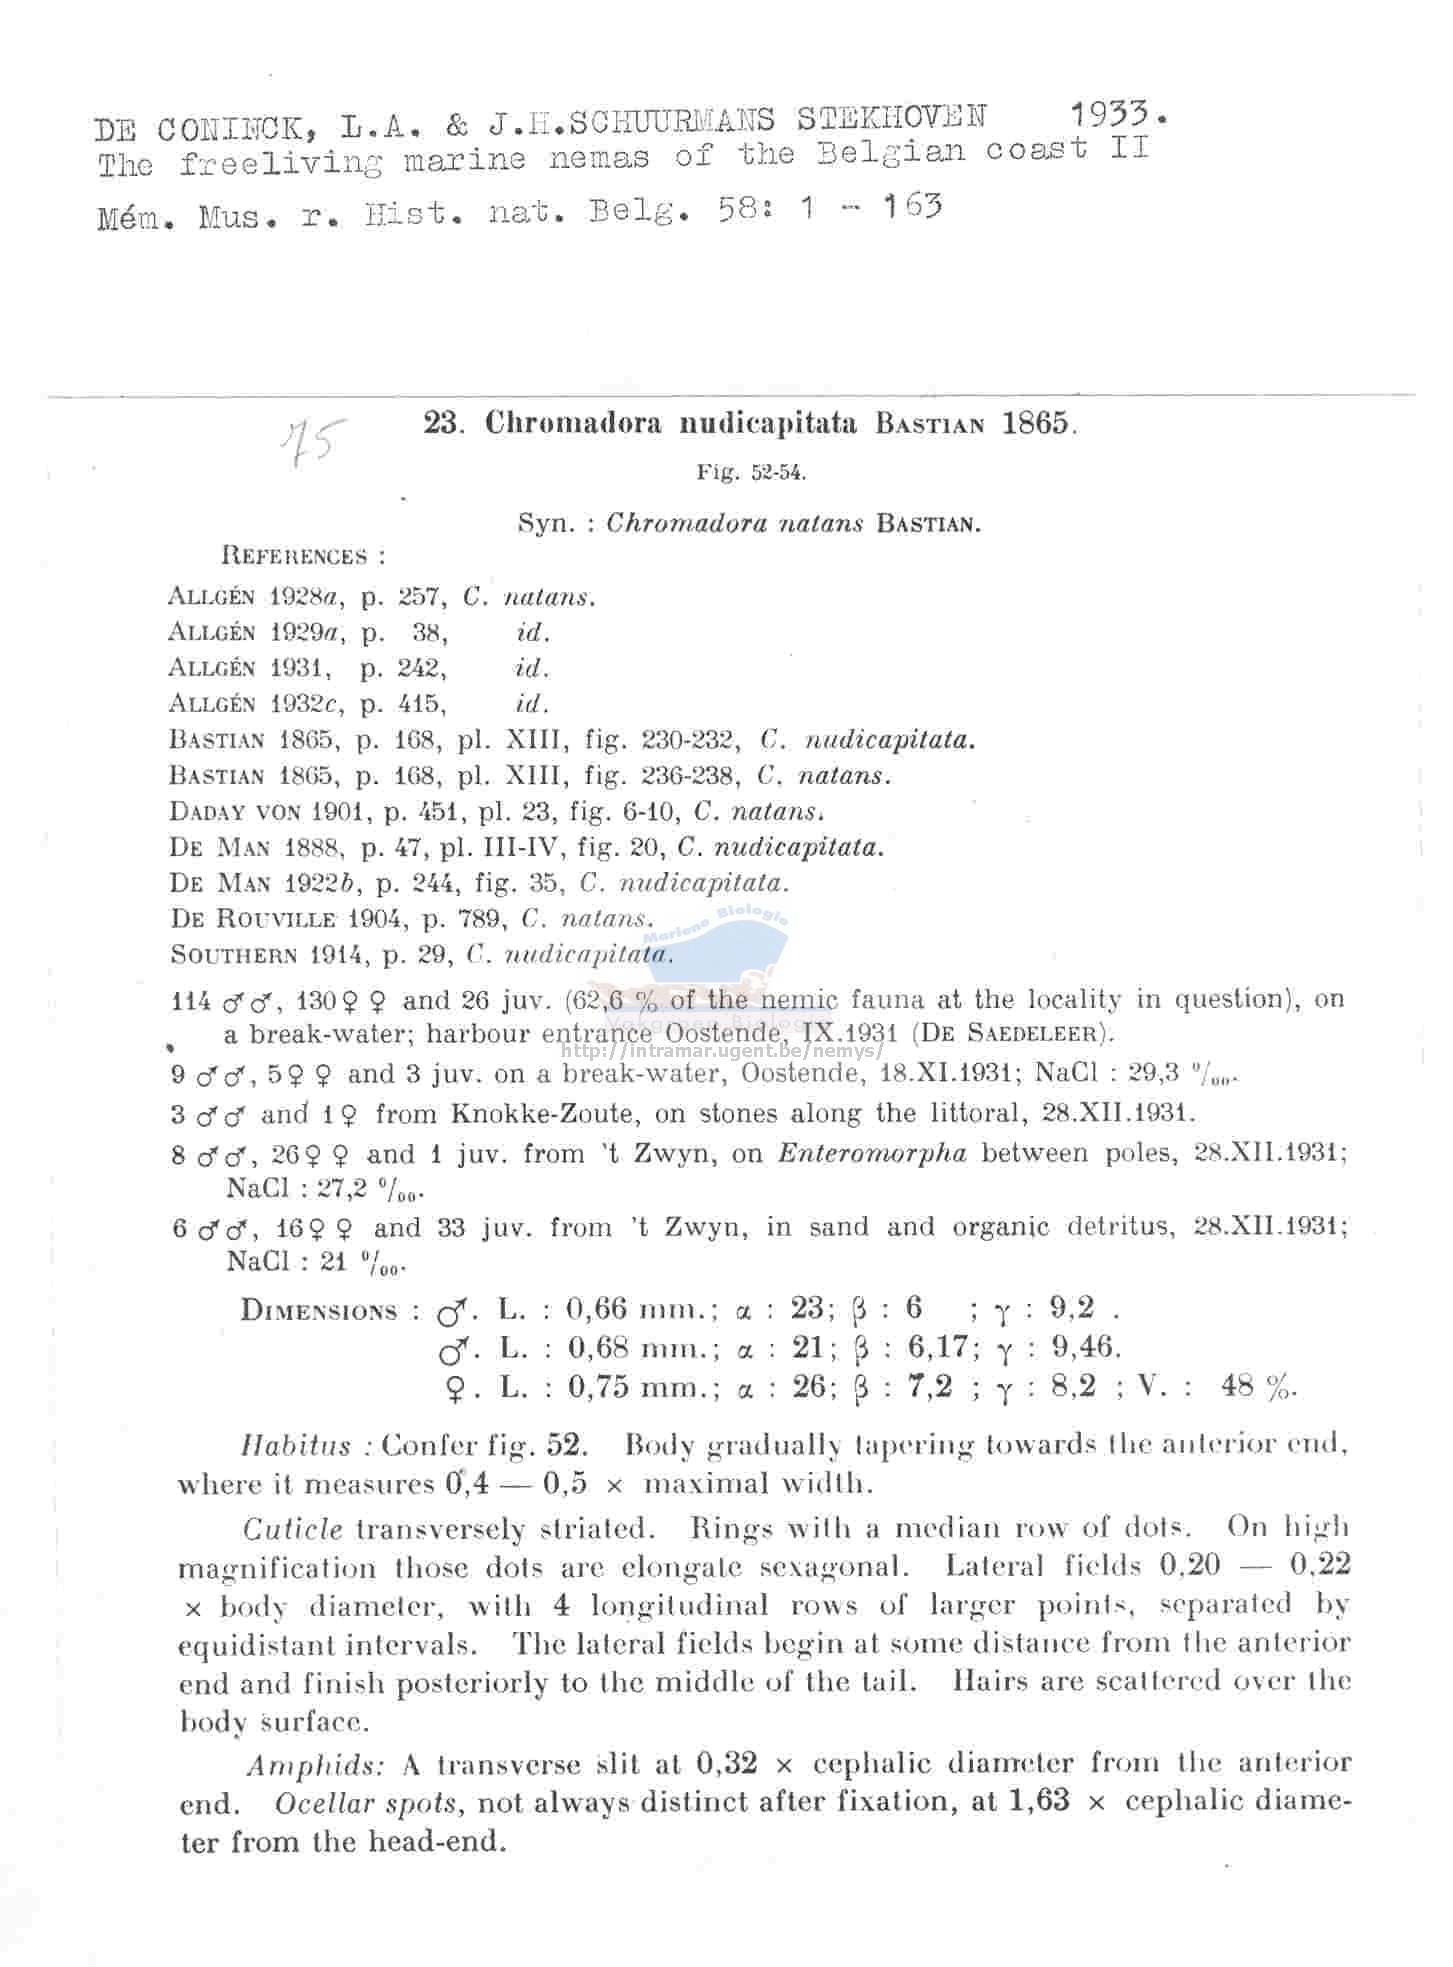 DE CONINCK, L.A. & J.H.SCHUURMANS STEKHOVEN 1933.
The freeliving marine nemas of the Belgian coast II
Mém. Mus. r. Hist. nat. Belg. 58: 1 - 163
75
23. Chromadora nudicapitata BASTIAN 1865.
Fig. 52-54.
Syn. : Chromadora natans BASTIAN.
REFERENCES :
ALLGÉN 1928a, p. 257, C. natans.
ALLGÉN 1929a, p. 38, id.
ALLGÉN 1931, p. 242, id.
ALLGÉN 1932c, p. 415, id.
BASTIAN 1865, p. 168, pl. XIII, fig. 230-232, C. nudicapitata.
BASTIAN 1865, p. 168, pl. XIII, fig. 236-238, C. natans.
DADAY VON 1901, p. 451, pl. 23, fig. 6-10, C. natans.
DE MAN 1888, p. 47, pl. III-IV, fig. 20, C. nudicapitata.
DE MAN 1922b, p. 244, fig. 35, C. nudicapitata.
DE ROUVILLE 1904, p. 789, C. natans.
SOUTHERN 1914, p. 29, C. nudicapitata.
Mariene Biologie
114 ♂♂, 130 ♀♀ and 26 juv. (62,6 % of the nemic fauna at the locality in question), on
a break-water; harbour entrance Oostende, IX.1931 (DE SAEDELEER).
Vakgroep Biologie
http://intramar.ugent.be/nemys/
9 ♂♂, 5 ♀♀ and 3 juv. on a break-water, Oostende, 18.XI.1931; NaCl : 29,3 °/₀₀.
3 ♂♂ and 1 ♀ from Knokke-Zoute, on stones along the littoral, 28.XII.1931.
8 ♂♂, 26 ♀♀ and 1 juv. from 't Zwyn, on Enteromorpha between poles, 28.XII.1931;
NaCl : 27,2 °/₀₀.
6 ♂♂, 16 ♀♀ and 33 juv. from 't Zwyn, in sand and organic detritus, 28.XII.1931;
NaCl : 21 °/₀₀.
DIMENSIONS : ♂. L. : 0,66 mm.; α : 23; β : 6 ; γ : 9,2 .
♂. L. : 0,68 mm.; α : 21; β : 6,17; γ : 9,46.
♀. L. : 0,75 mm.; α : 26; β : 7,2 ; γ : 8,2 ; V. : 48 %.
Habitus : Confer fig. 52. Body gradually tapering towards the anterior end,
where it measures 0,4 — 0,5 × maximal width.
Cuticle transversely striated. Rings with a median row of dots. On high
magnification those dots are elongate sexagonal. Lateral fields 0,20 — 0,22
× body diameter, with 4 longitudinal rows of larger points, separated by
equidistant intervals. The lateral fields begin at some distance from the anterior
end and finish posteriorly to the middle of the tail. Hairs are scattered over the
body surface.
Amphids: A transverse slit at 0,32 × cephalic diameter from the anterior
end. Ocellar spots, not always distinct after fixation, at 1,63 × cephalic diame-
ter from the head-end.